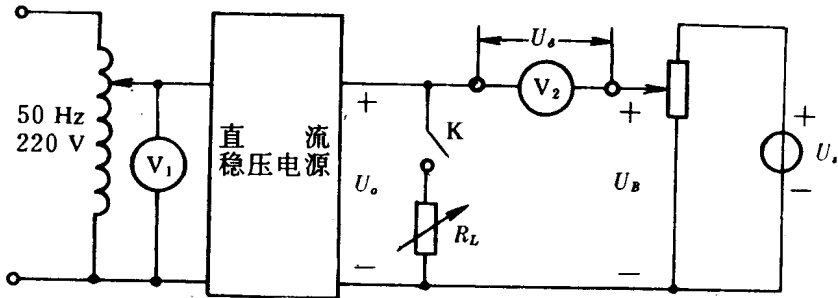 50 Hz
220 V
V₁
直 流
稳压电源
+
U₀
−
K
R_L
U_δ
V₂
+
U_B
−
+
U_s
−